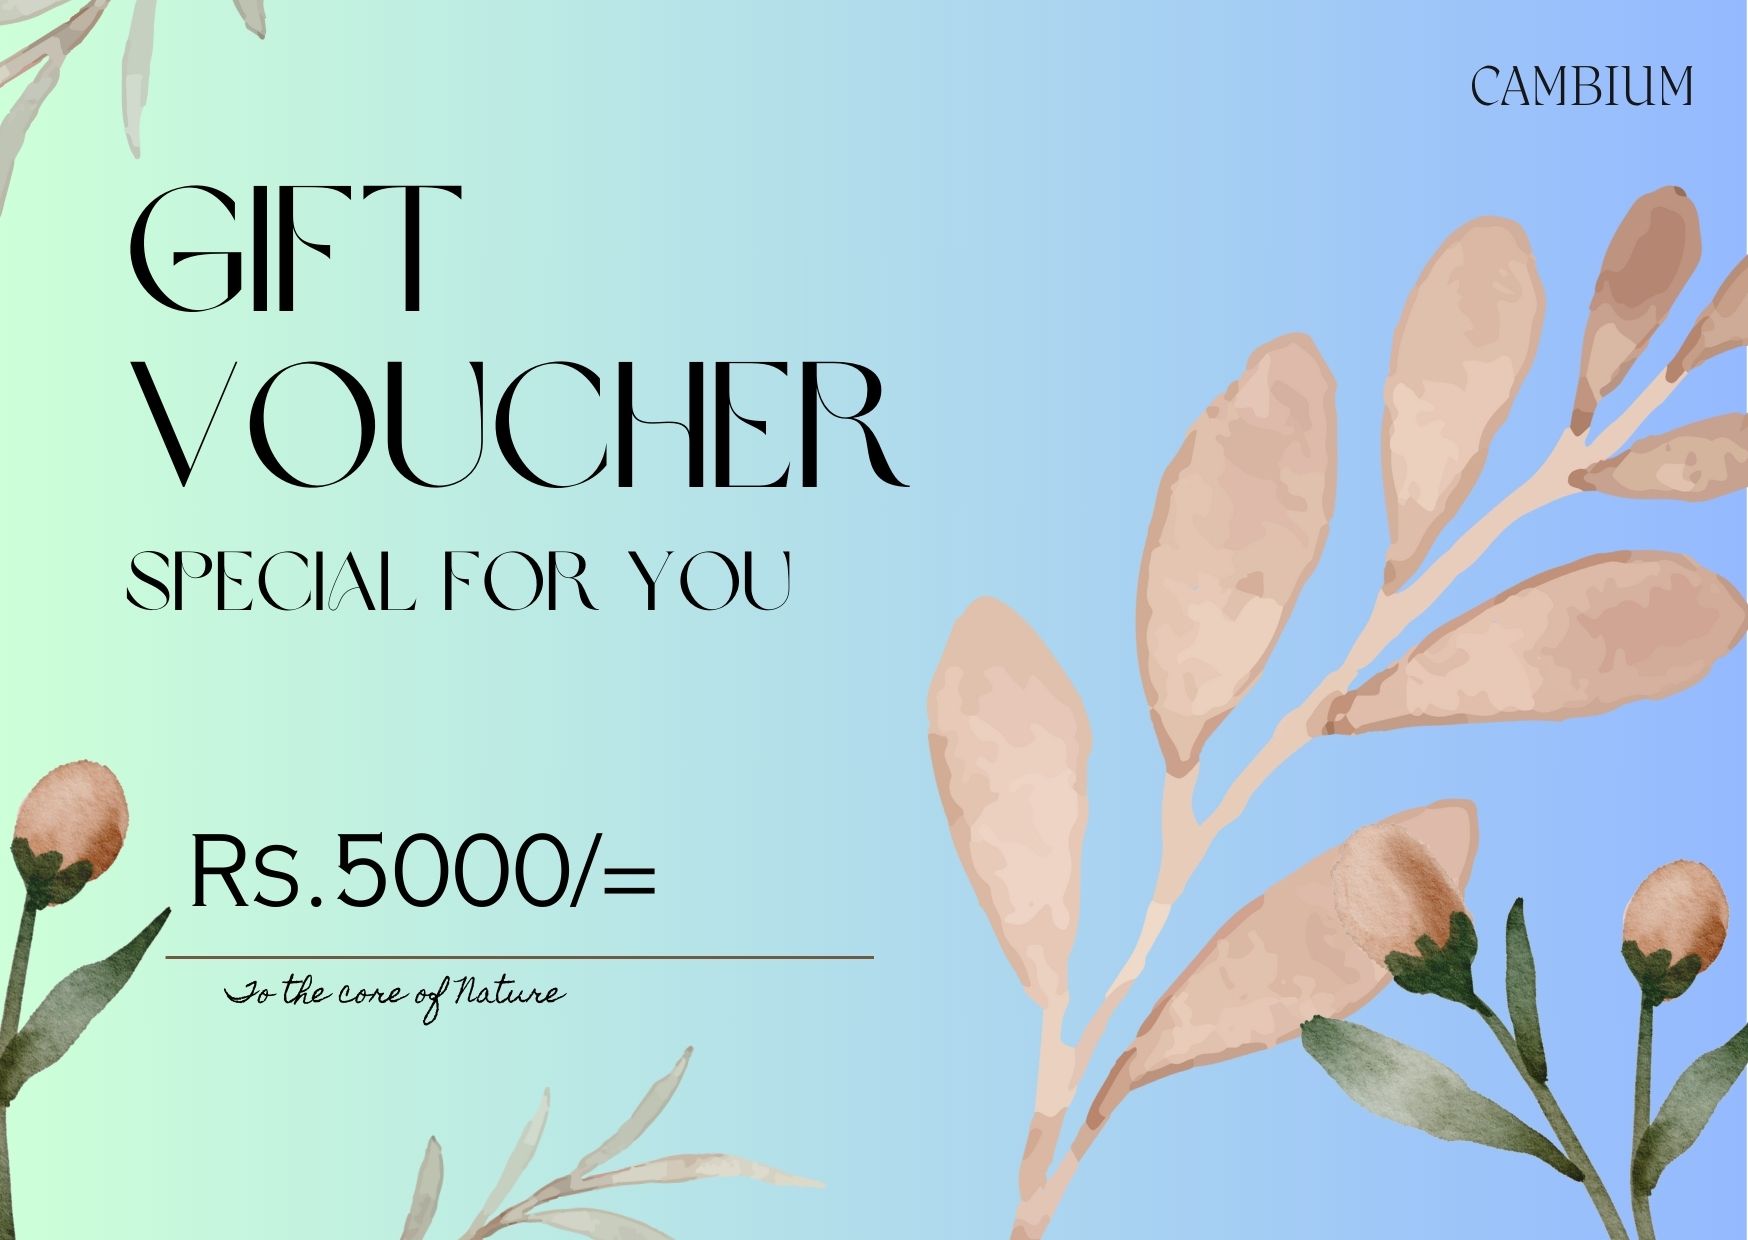 CAMBIUM
GIFT
VOUCHER
SPECIAL FOR YOU
RS.5000/=
To the core of Nature